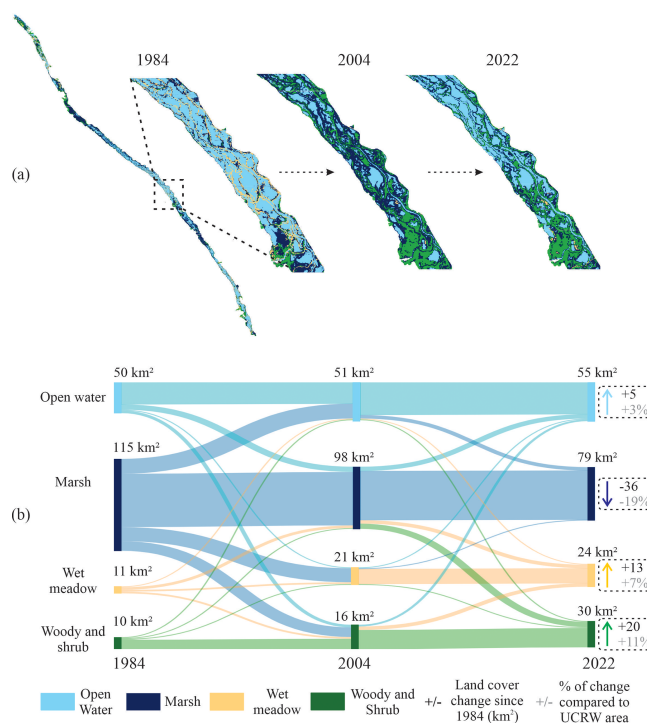 1984
2004
2022
(a)
50 km²
51 km²
55 km²
Open water
+5
+3%
115 km²
98 km²
79 km²
Marsh
-36
-19%
(b)
11 km²
21 km²
24 km²
Wet
meadow
+13
+7%
10 km²
16 km²
30 km²
Woody and
shrub
+20
+11%
1984
2004
2022
Open
Water
Marsh
Wet
meadow
Woody and
Shrub
+/-
Land cover
change since
1984 (km²)
+/-
% of change
compared to
UCRW area